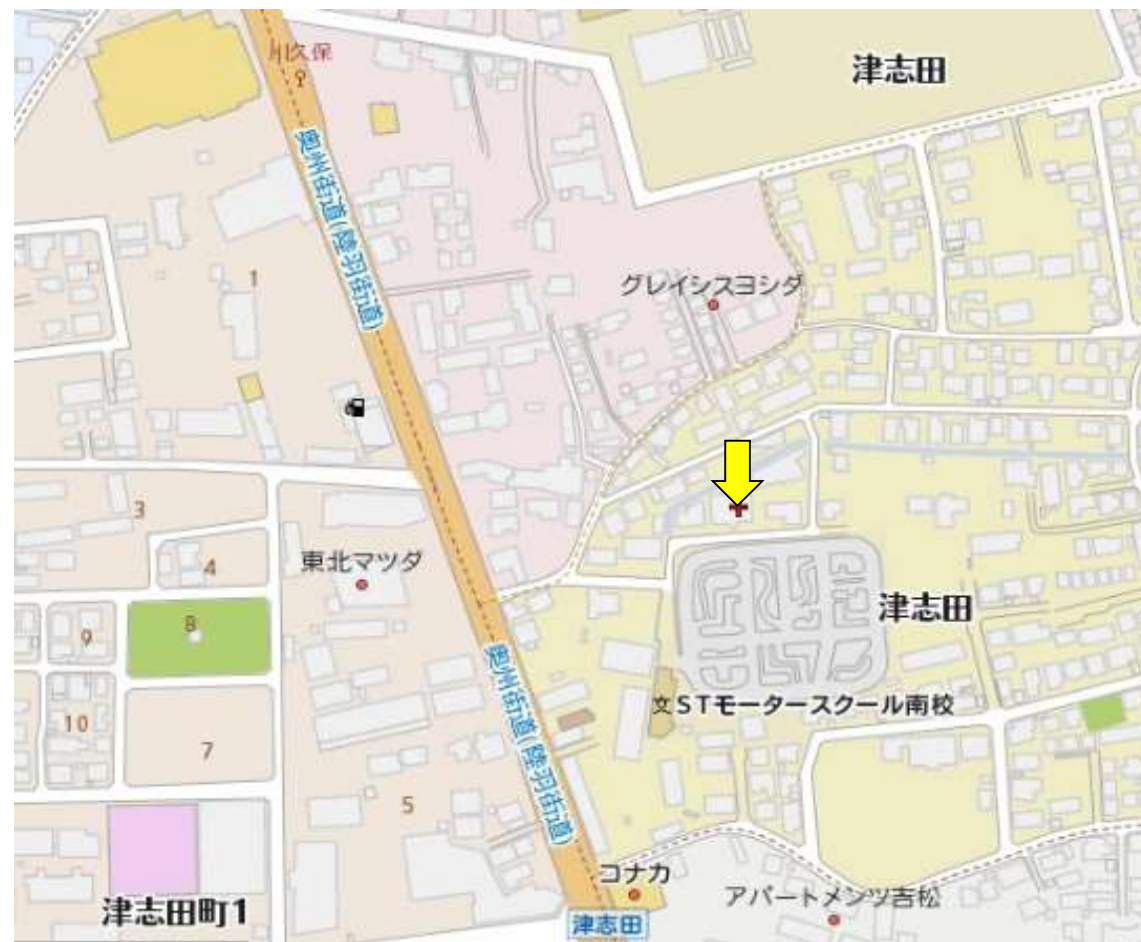 川久保
津志田
奥州街道(陸羽街道)
グレイシスヨシダ
1
3
4
東北マツダ
8
9
津志田
STモータースクール南校
10
7
奥州街道(陸羽街道)
5
コナカ
アパートメンツ吉松
津志田町1
津志田